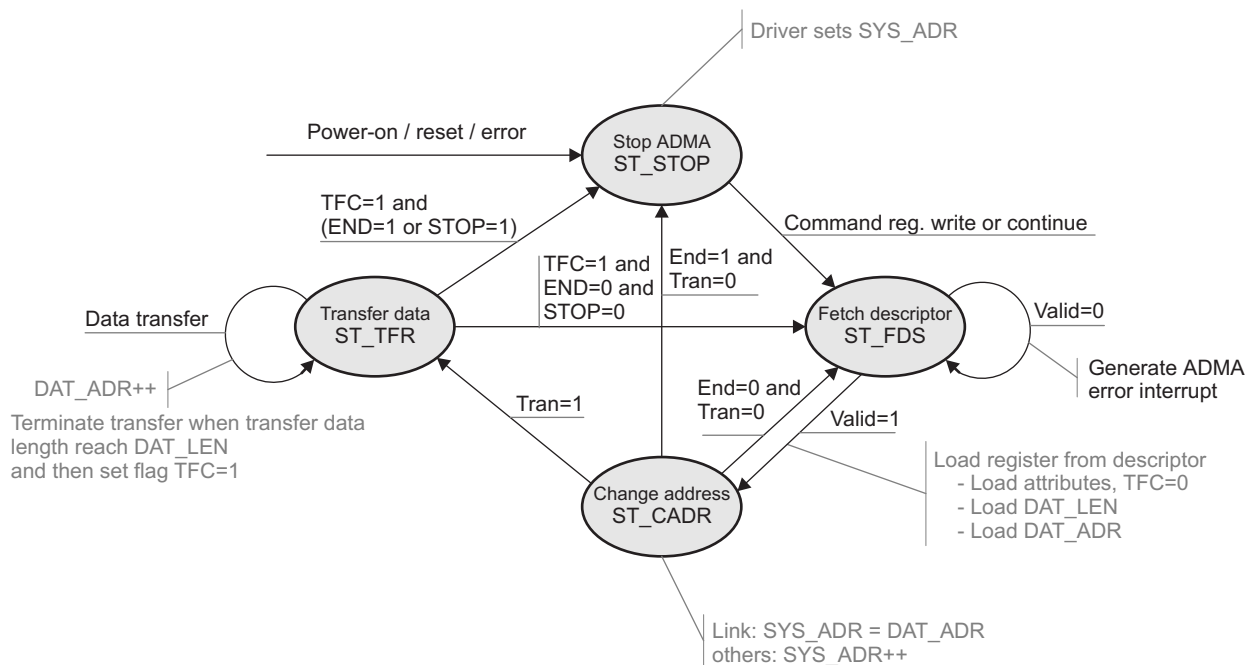 Driver sets SYS_ADR
Power-on / reset / error
Stop ADMA
ST_STOP
TFC=1 and
(END=1 or STOP=1)
Command reg. write or continue
TFC=1 and
END=0 and
STOP=0
End=1 and
Tran=0
Data transfer
Transfer data
ST_TFR
Fetch descriptor
ST_FDS
Valid=0
Generate ADMA
error interrupt
DAT_ADR++
Terminate transfer when transfer data
length reach DAT_LEN
and then set flag TFC=1
Tran=1
End=0 and
Tran=0
Valid=1
Change address
ST_CADR
Load register from descriptor
- Load attributes, TFC=0
- Load DAT_LEN
- Load DAT_ADR
Link: SYS_ADR = DAT_ADR
others: SYS_ADR++